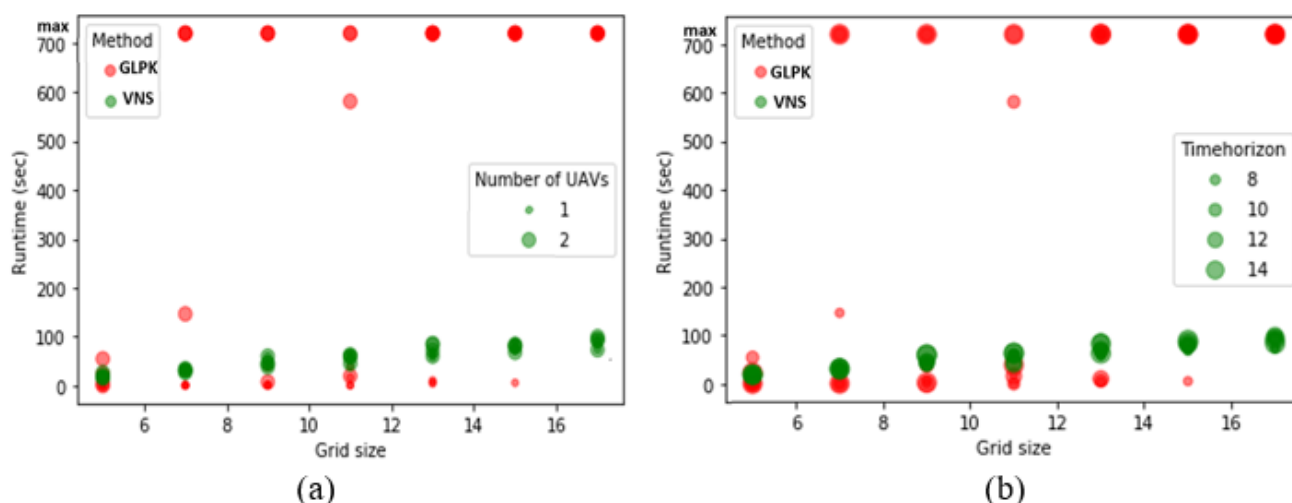 max
700
600
500
400
300
200
100
0
Runtime (sec)
Method
GLPK
VNS
Number of UAVs
1
2
6 8 10 12 14 16
Grid size
(a)
max
700
600
500
400
300
200
100
0
Runtime (sec)
Method
GLPK
VNS
Timehorizon
8
10
12
14
6 8 10 12 14 16
Grid size
(b)